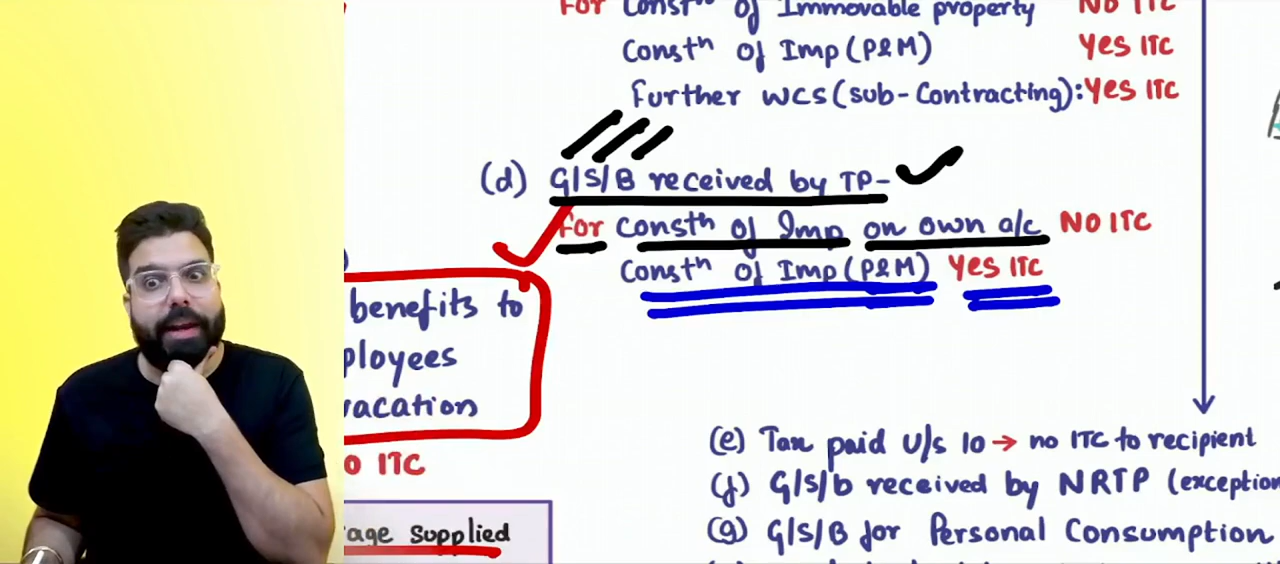 For Constⁿ of Immovable property No ITC
Constⁿ of Imp (P&M) Yes ITC
Further WCS (sub-Contracting): Yes ITC
(d) G/S/B received by TP-
for Constⁿ of Imp on own a/c NO ITC
Constⁿ of Imp (P&M) Yes ITC
benefits to
ployees
vacation
o ITC
age supplied
(e) Tax paid U/s 10 → no ITC to recipient
(f) G/S/b received by NRTP (exception
(g) G/S/B for Personal Consumption